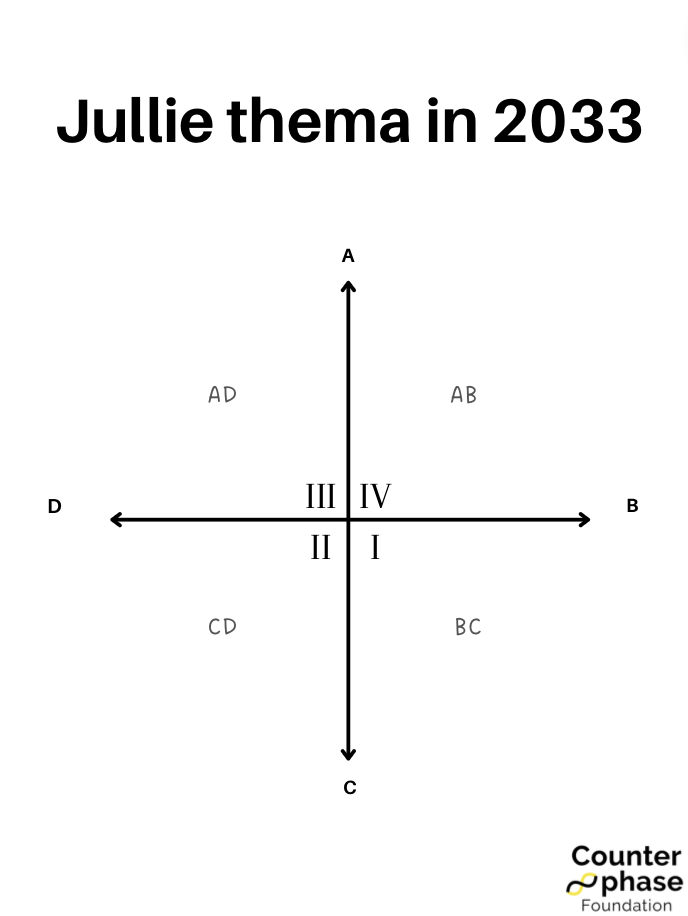 Jullie thema in 2033
A
AD
AB
III
IV
D
B
II
I
CD
BC
C
Counter
phase
Foundation